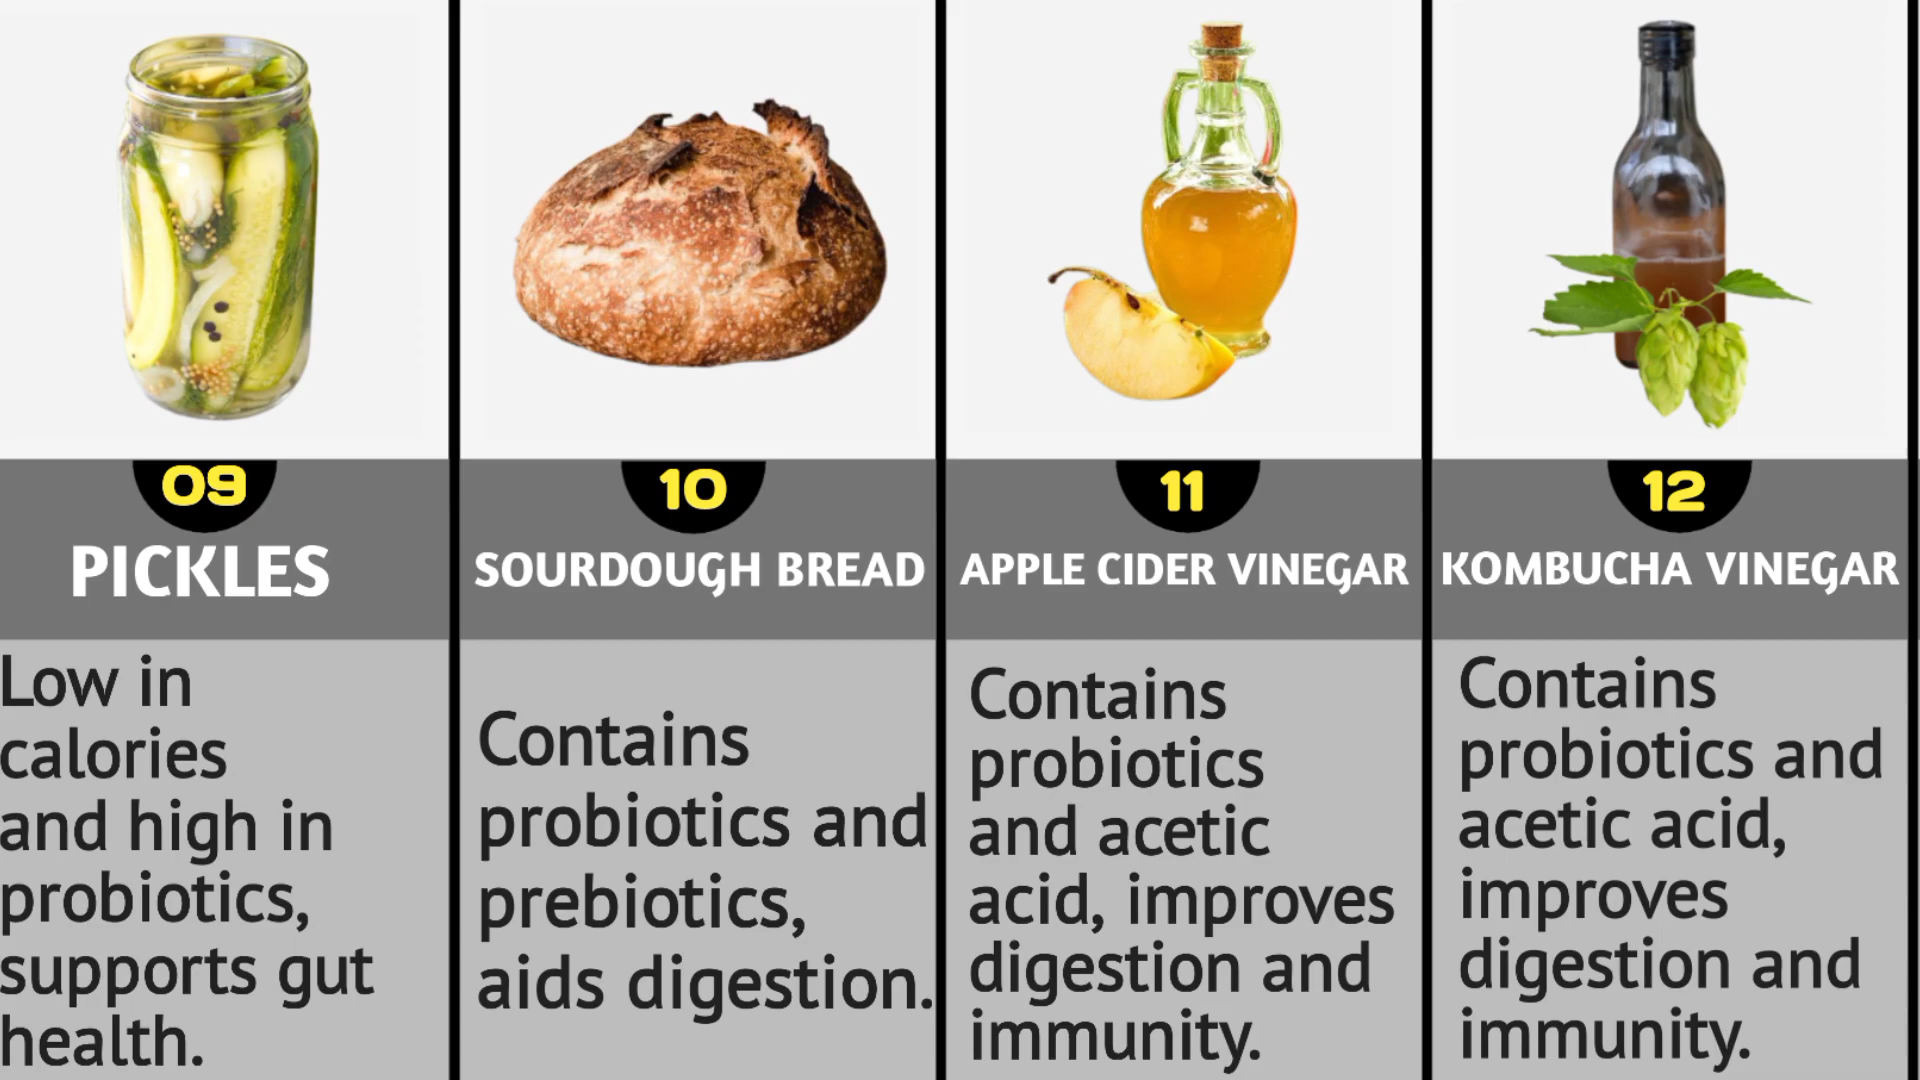 09
PICKLES
Low in
calories
and high in
probiotics,
supports gut
health.
10
SOURDOUGH BREAD
Contains
probiotics and
prebiotics,
aids digestion.
11
APPLE CIDER VINEGAR
Contains
probiotics
and acetic
acid, improves
digestion and
immunity.
12
KOMBUCHA VINEGAR
Contains
probiotics and
acetic acid,
improves
digestion and
immunity.